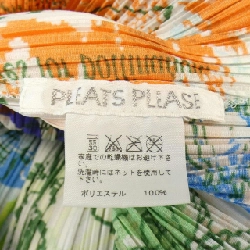 PLEATS PLEASE
家庭での乾燥機はお避け下さい
洗濯時にはネットを使用して下さい
ポリエステル 100%